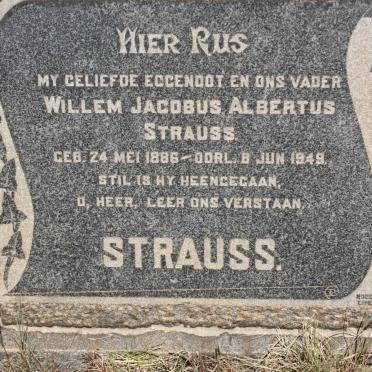 HIER RUS
MY GELIEFDE EGGENOOT EN ONS VADER
WILLEM JACOBUS ALBERTUS
STRAUSS
GEB. 24 MEI 1886 — OORL. 8 JUN 1949.
STIL IS HY HEENGEGAAN,
O, HEER, LEER ONS VERSTAAN.
STRAUSS.